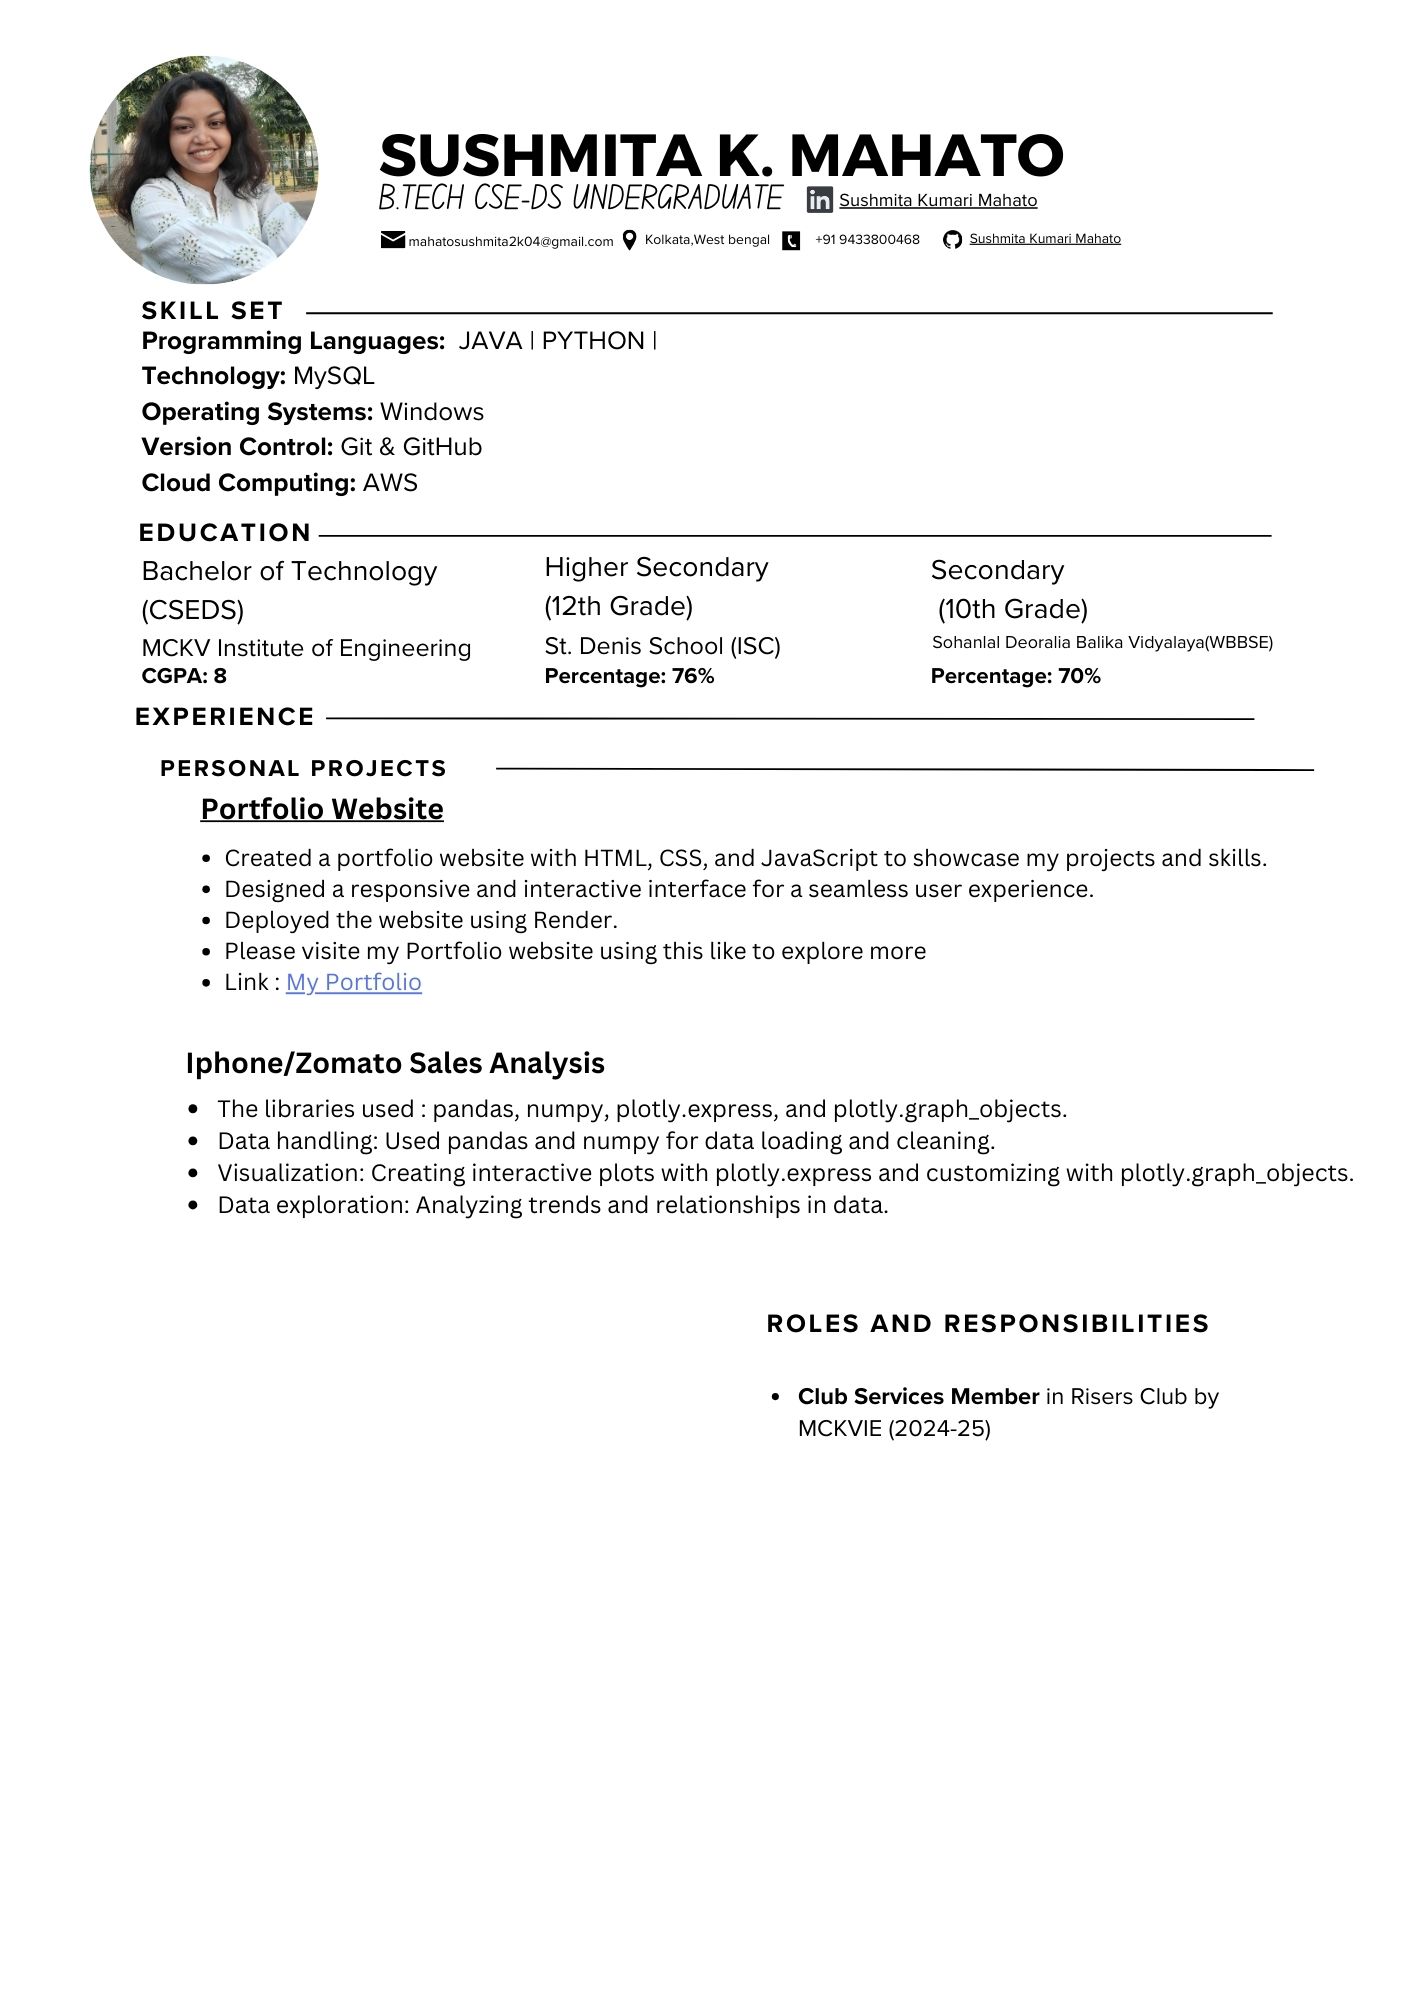 SUSHMITA K. MAHATO
B.TECH CSE-DS UNDERGRADUATE
in Sushmita Kumari Mahato
mahatosushmita2k04@gmail.com Kolkata,West bengal +91 9433800468 Sushmita Kumari Mahato
SKILL SET
Programming Languages: JAVA | PYTHON |
Technology: MySQL
Operating Systems: Windows
Version Control: Git & GitHub
Cloud Computing: AWS
EDUCATION
Bachelor of Technology
(CSEDS)
MCKV Institute of Engineering
CGPA: 8
Higher Secondary
(12th Grade)
St. Denis School (ISC)
Percentage: 76%
Secondary
(10th Grade)
Sohanlal Deoralia Balika Vidyalaya(WBBSE)
Percentage: 70%
EXPERIENCE
PERSONAL PROJECTS
Portfolio Website
• Created a portfolio website with HTML, CSS, and JavaScript to showcase my projects and skills.
• Designed a responsive and interactive interface for a seamless user experience.
• Deployed the website using Render.
• Please visite my Portfolio website using this like to explore more
• Link : My Portfolio
Iphone/Zomato Sales Analysis
• The libraries used : pandas, numpy, plotly.express, and plotly.graph_objects.
• Data handling: Used pandas and numpy for data loading and cleaning.
• Visualization: Creating interactive plots with plotly.express and customizing with plotly.graph_objects.
• Data exploration: Analyzing trends and relationships in data.
ROLES AND RESPONSIBILITIES
• Club Services Member in Risers Club by
MCKVIE (2024-25)